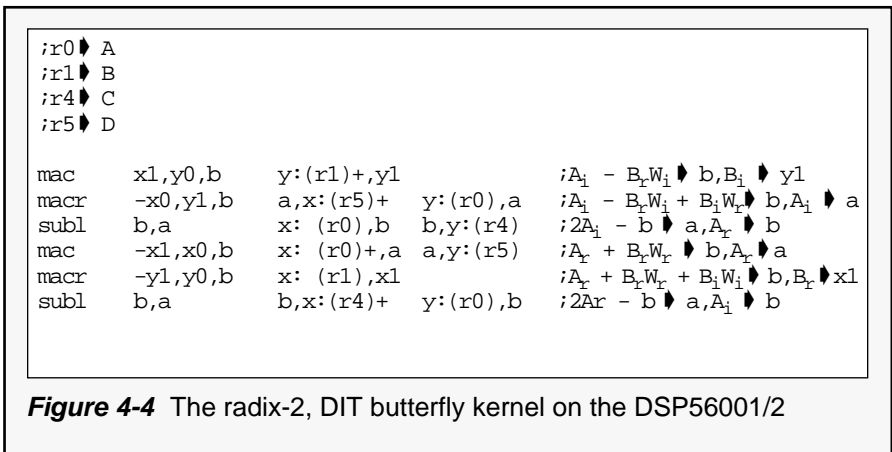 ;r0➧ A
;r1➧ B
;r4➧ C
;r5➧ D
mac x1,y0,b y:(r1)+,y1 ;Aᵢ - BᵣWᵢ➧ b,Bᵢ ➧ y1
macr -x0,y1,b a,x:(r5)+ y:(r0),a ;Aᵢ - BᵣWᵢ + BᵢWᵣ➧ b,Aᵢ ➧ a
subl b,a x: (r0),b b,y:(r4) ;2Aᵢ - b➧ a,Aᵣ ➧ b
mac -x1,x0,b x: (r0)+,a a,y:(r5) ;Aᵣ + BᵣWᵣ ➧ b,Aᵣ➧a
macr -y1,y0,b x: (r1),x1 ;Aᵣ + BᵣWᵣ + BᵢWᵢ➧ b,Bᵣ➧x1
subl b,a b,x:(r4)+ y:(r0),b ;2Ar - b➧ a,Aᵢ ➧ b
Figure 4-4 The radix-2, DIT butterfly kernel on the DSP56001/2